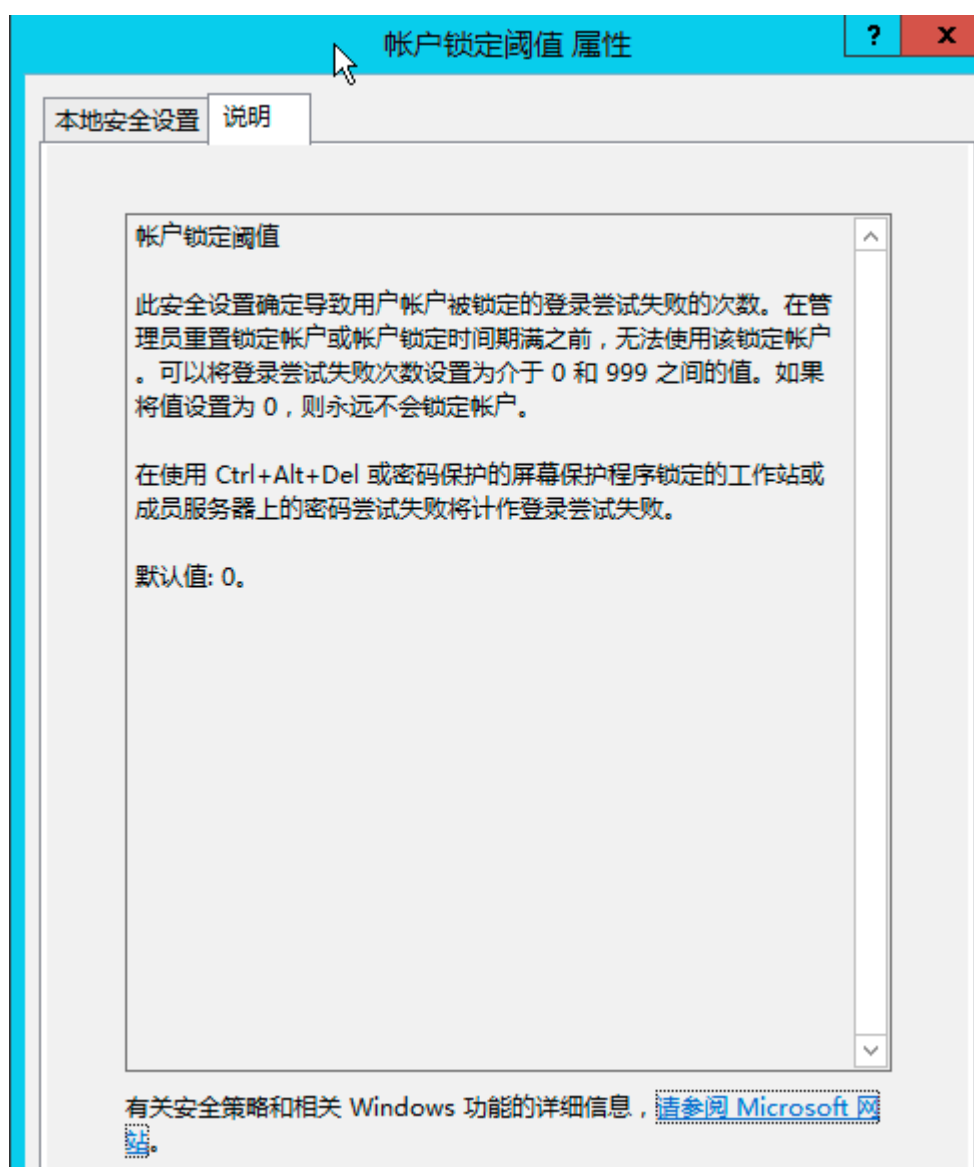 帐户锁定阈值 属性
?
x
本地安全设置
说明
帐户锁定阈值
此安全设置确定导致用户帐户被锁定的登录尝试失败的次数。在管
理员重置锁定帐户或帐户锁定时间期满之前，无法使用该锁定帐户
。可以将登录尝试失败次数设置为介于 0 和 999 之间的值。如果
将值设置为 0，则永远不会锁定帐户。
在使用 Ctrl+Alt+Del 或密码保护的屏幕保护程序锁定的工作站或
成员服务器上的密码尝试失败将计作登录尝试失败。
默认值: 0。
有关安全策略和相关 Windows 功能的详细信息，请参阅 Microsoft 网
站。